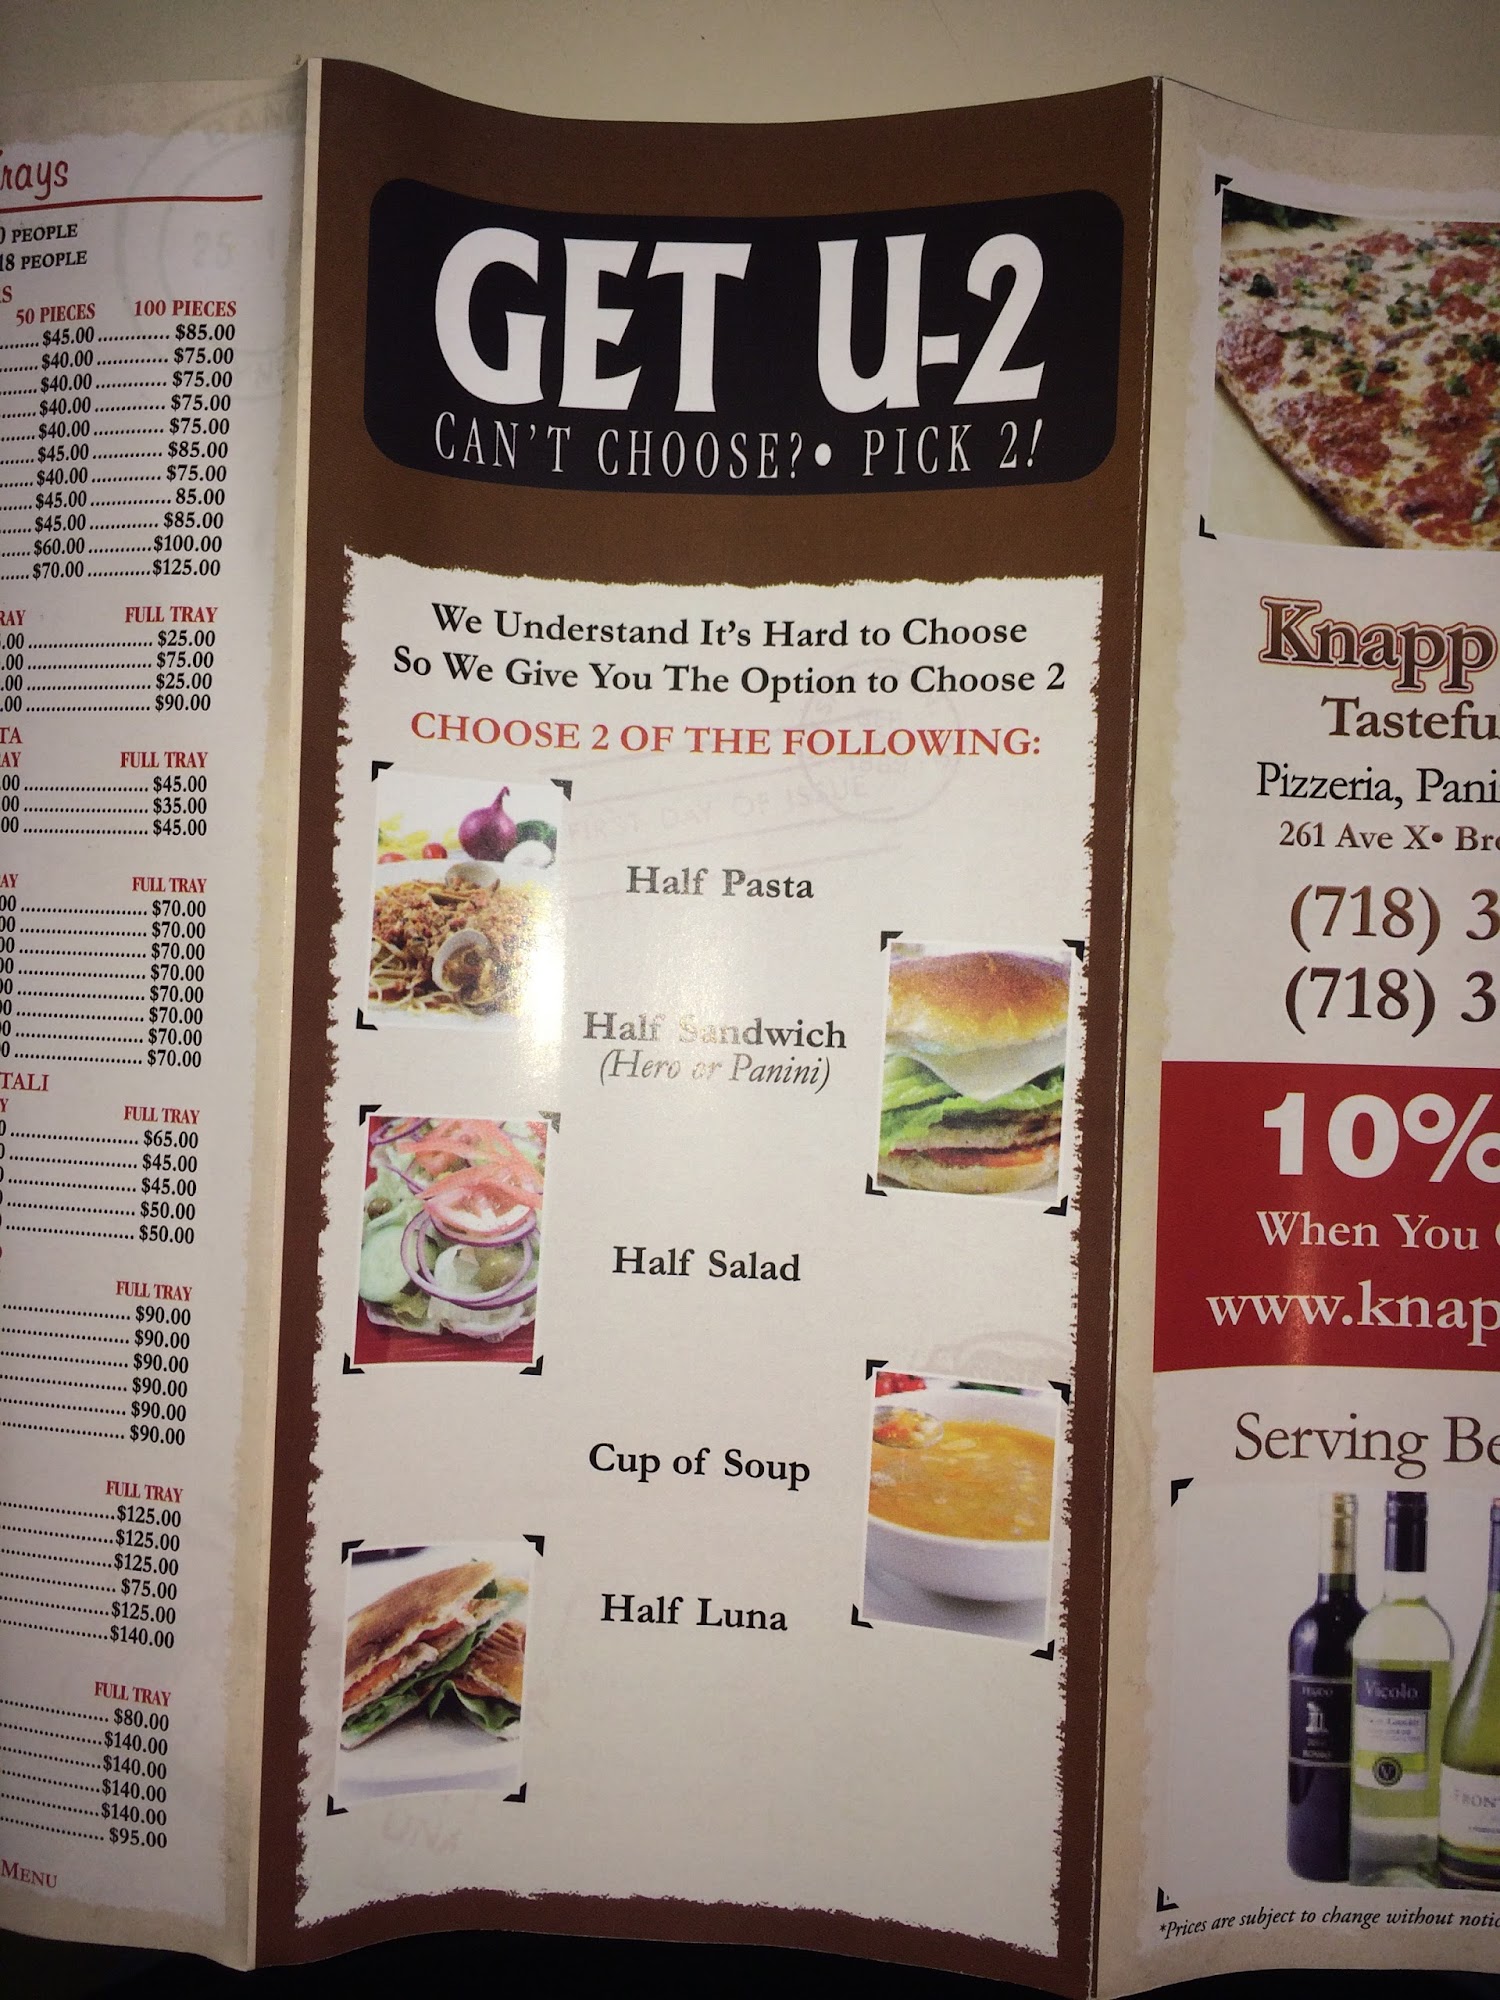 rays
PEOPLE
18 PEOPLE
50 PIECES 100 PIECES
$45.00 ............. $85.00
$40.00 ............. $75.00
$40.00 ............. $75.00
$40.00 ............. $75.00
$40.00 ............. $75.00
$45.00 ............. $85.00
$40.00 ............. $75.00
$45.00 ............. 85.00
$45.00 ............. $85.00
$60.00 ............. $100.00
$70.00 ............. $125.00
FULL TRAY
$25.00
$75.00
$25.00
$90.00
FULL TRAY
$45.00
$35.00
$45.00
FULL TRAY
$70.00
$70.00
$70.00
$70.00
$70.00
$70.00
$70.00
$70.00
TALI
FULL TRAY
$65.00
$45.00
$45.00
$50.00
$50.00
FULL TRAY
$90.00
$90.00
$90.00
$90.00
$90.00
$90.00
FULL TRAY
$125.00
$125.00
$125.00
$75.00
$125.00
$140.00
FULL TRAY
$80.00
$140.00
$140.00
$140.00
$140.00
$95.00
MENU
GET U-2
CAN'T CHOOSE?• PICK 2!
We Understand It's Hard to Choose
So We Give You The Option to Choose 2
CHOOSE 2 OF THE FOLLOWING:
FIRST DAY OF ISSUE
Half Pasta
Half Sandwich
(Hero or Panini)
Half Salad
Cup of Soup
Half Luna
Knapp
Tastefu
Pizzeria, Pani
261 Ave X• Bro
(718) 3
(718) 3
10%
When You
www.knap
Serving Be
Vicolo
FRONT
*Prices are subject to change without notic